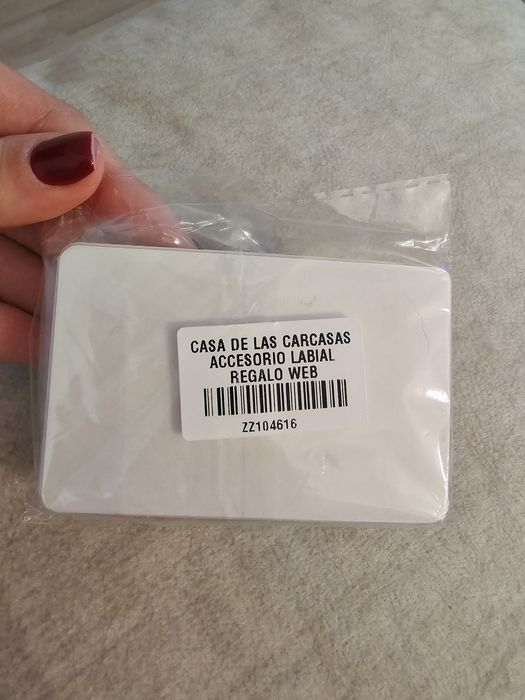 CASA DE LAS CARCASAS
ACCESORIO LABIAL
REGALO WEB
ZZ104616